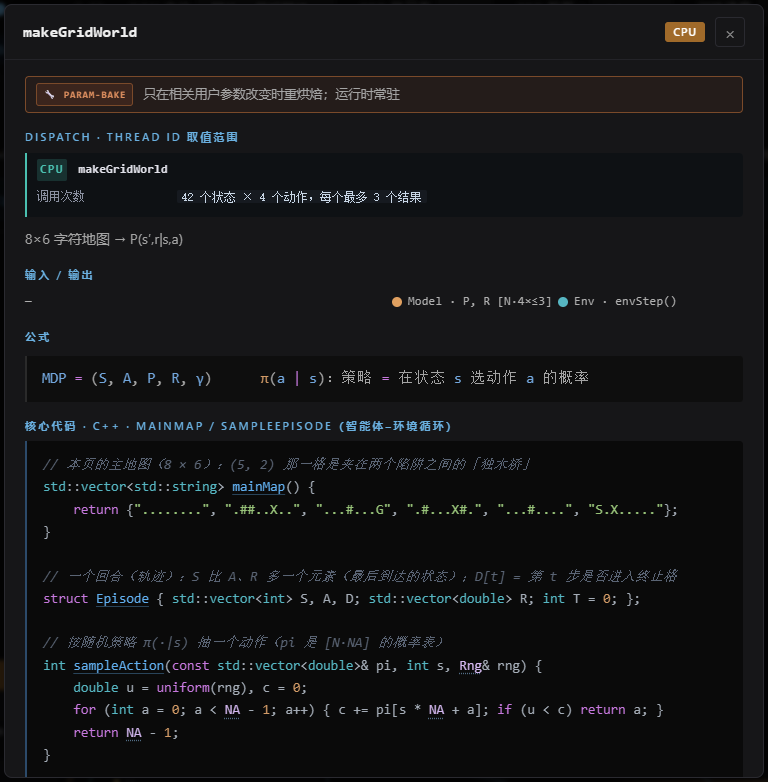 makeGridWorld
CPU ×
🔧 PARAM-BAKE 只在相关用户参数改变时重烘焙；运行时常驻
DISPATCH · THREAD ID 取值范围
CPU makeGridWorld
调用次数 42 个状态 × 4 个动作，每个最多 3 个结果
8×6 字符地图 → P(s′,r|s,a)
输入 / 输出
— Model · P, R [N·4×≤3] Env · envStep()
公式
MDP = (S, A, P, R, γ) π(a | s)：策略 = 在状态 s 选动作 a 的概率
核心代码 · C++ · MAINMAP / SAMPLEEPISODE (智能体–环境循环)
// 本页的主地图（8 × 6）；(5, 2) 那一格是夹在两个陷阱之间的「独木桥」
std::vector<std::string> mainMap() {
return {"........", ".##..X..", "...#...G", ".#...X#.", "...#....", "S.X....."};
}
// 一个回合（轨迹）：S 比 A、R 多一个元素（最后到达的状态）；D[t] = 第 t 步是否进入终止格
struct Episode { std::vector<int> S, A, D; std::vector<double> R; int T = 0; };
// 按随机策略 π(·|s) 抽一个动作（pi 是 [N·NA] 的概率表）
int sampleAction(const std::vector<double>& pi, int s, Rng& rng) {
double u = uniform(rng), c = 0;
for (int a = 0; a < NA - 1; a++) { c += pi[s * NA + a]; if (u < c) return a; }
return NA - 1;
}